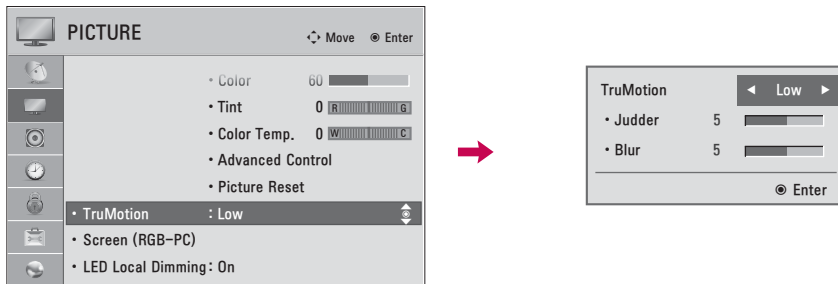 PICTURE
Move Enter
• Color 60
• Tint 0 R G
• Color Temp. 0 W C
• Advanced Control
• Picture Reset
• TruMotion : Low
• Screen (RGB-PC)
• LED Local Dimming : On
TruMotion ◀ Low ▶
• Judder 5
• Blur 5
Enter